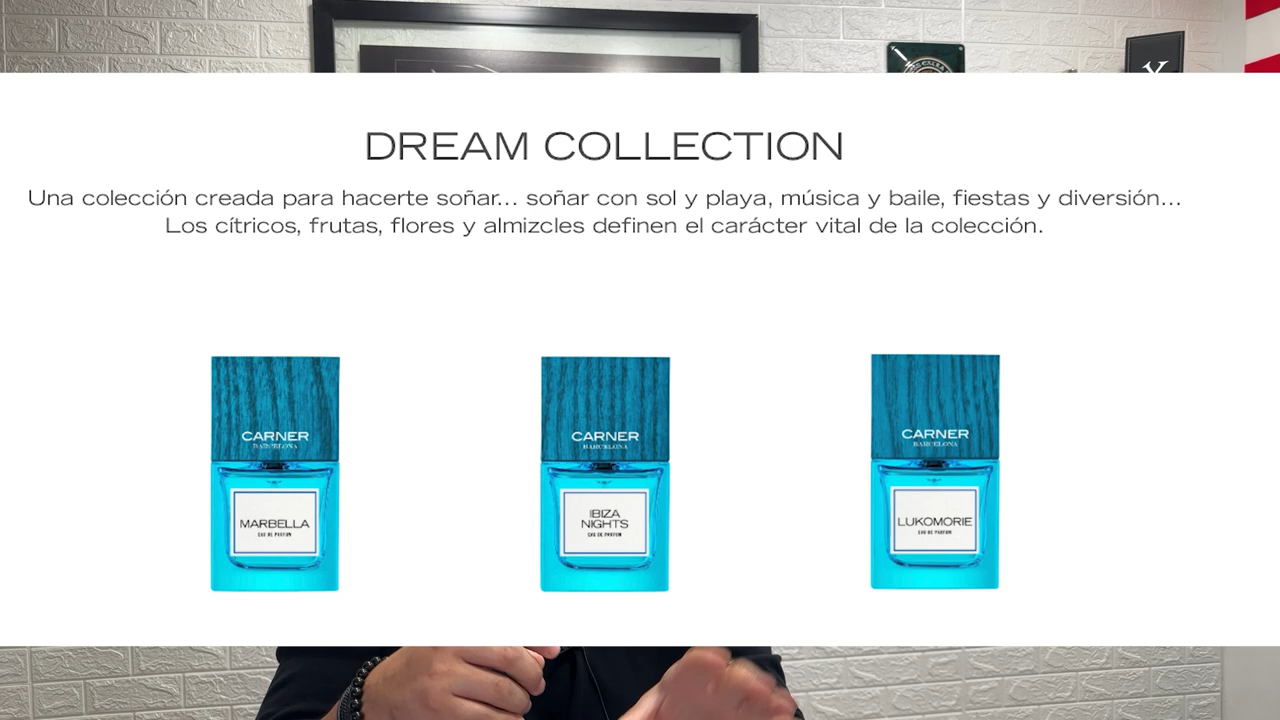 DREAM COLLECTION
Una colección creada para hacerte soñar... soñar con sol y playa, música y baile, fiestas y diversión...
Los cítricos, frutas, flores y almizcles definen el carácter vital de la colección.
CARNER
BARCELONA
MARBELLA
EAU DE PARFUM
CARNER
BARCELONA
IBIZA
NIGHTS
EAU DE PARFUM
CARNER
BARCELONA
LUKOMORIE
EAU DE PARFUM